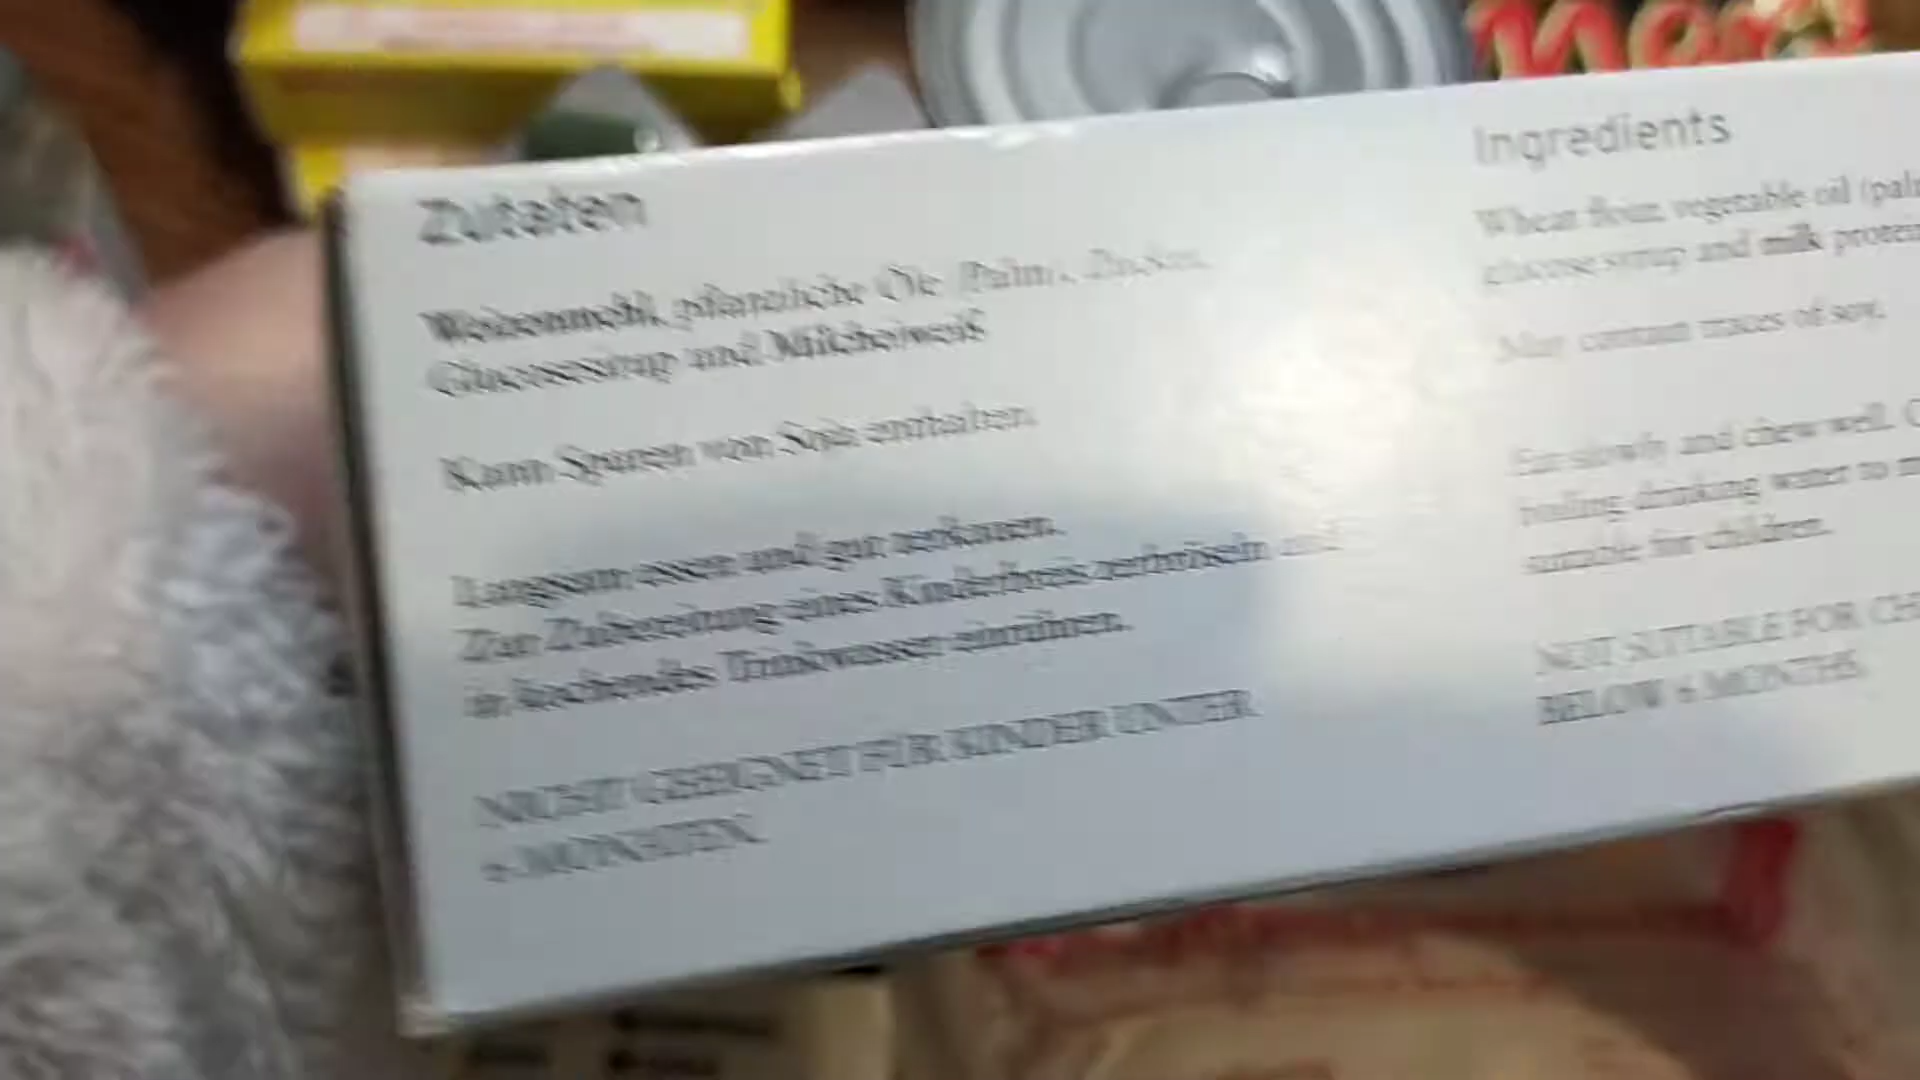 Mars
Zutaten
Weizenmehl, pflanzliche Öle (Palm), Zucker,
Glucosesirup und Milcheiweiß
Kann Spuren von Soja enthalten.
Langsam essen und gut zerkauen.
Zur Zubereitung eines Kinderbreis zerbröseln und
in kochendes Trinkwasser einrühren.
NICHT GEEIGNET FÜR KINDER UNTER
6 MONATEN.
Ingredients
Wheat flour, vegetable oil (palm
glucose syrup and milk protein
May contain traces of soy.
Eat slowly and chew well.
boiling drinking water to
suitable for children.
NOT SUITABLE FOR
BELOW 6 MONTHS.